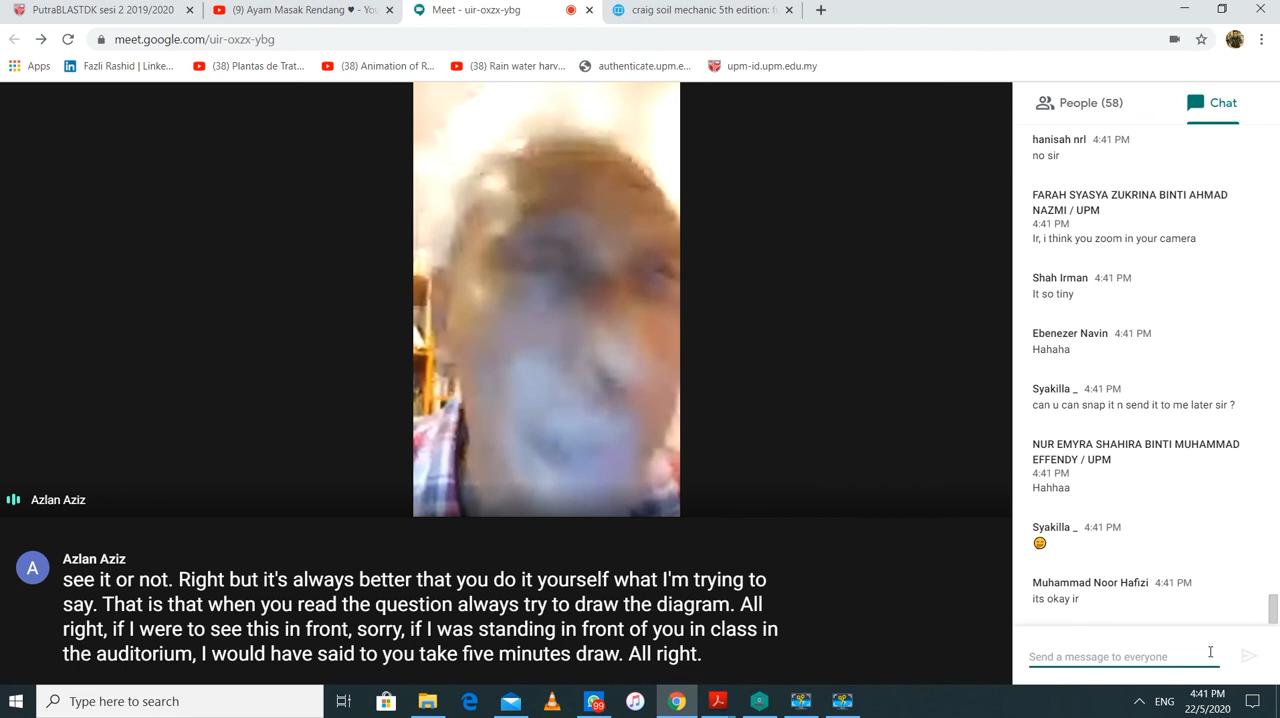 PutraBLASTDK sesi 2 2019/2020
(9) Ayam Masak Rendang ♥ - You
Meet - uir-oxzx-ybg
craig soil mechanic 5th edition: f
meet.google.com/uir-oxzx-ybg
Apps
Fazli Rashid | Linke...
(38) Plantas de Trat...
(38) Animation of R...
(38) Rain water harv...
authenticate.upm.e...
upm-id.upm.edu.my
People (58)
Chat
hanisah nrl 4:41 PM
no sir
FARAH SYASYA ZUKRINA BINTI AHMAD
NAZMI / UPM
4:41 PM
Ir, i think you zoom in your camera
Shah Irman 4:41 PM
It so tiny
Ebenezer Navin 4:41 PM
Hahaha
Syakilla _ 4:41 PM
can u can snap it n send it to me later sir ?
NUR EMYRA SHAHIRA BINTI MUHAMMAD
EFFENDY / UPM
4:41 PM
Hahhaa
Syakilla _ 4:41 PM
😊
Muhammad Noor Hafizi 4:41 PM
its okay ir
Send a message to everyone
Azlan Aziz
A
Azlan Aziz
see it or not. Right but it's always better that you do it yourself what I'm trying to
say. That is that when you read the question always try to draw the diagram. All
right, if I were to see this in front, sorry, if I was standing in front of you in class in
the auditorium, I would have said to you take five minutes draw. All right.
Type here to search
99
ENG
4:41 PM
22/5/2020